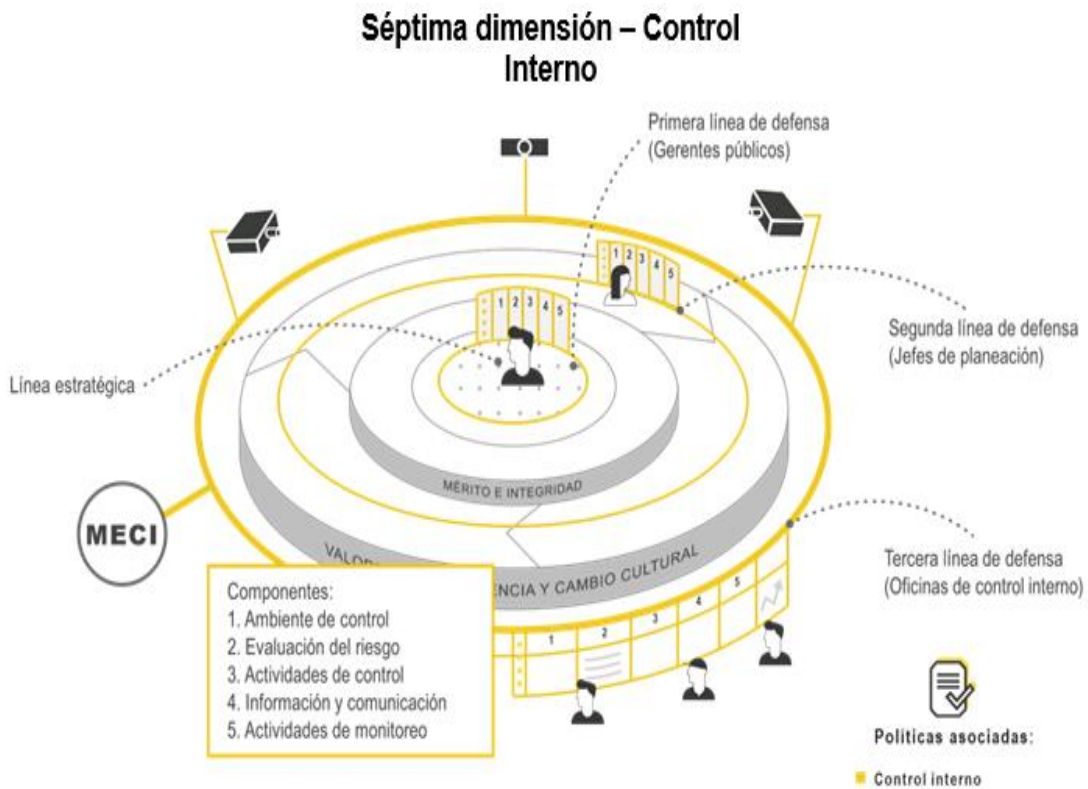 Séptima dimensión – Control
Interno
Primera línea de defensa
(Gerentes públicos)
1 2 3 4 5
1 2 3 4 5
Segunda línea de defensa
(Jefes de planeación)
Línea estratégica
MÉRITO E INTEGRIDAD
MECI
VALOR
ENCIA Y CAMBIO CULTURAL
Tercera línea de defensa
(Oficinas de control interno)
1 2 3 4 5
Componentes:
1. Ambiente de control
2. Evaluación del riesgo
3. Actividades de control
4. Información y comunicación
5. Actividades de monitoreo
Políticas asociadas:
Control interno